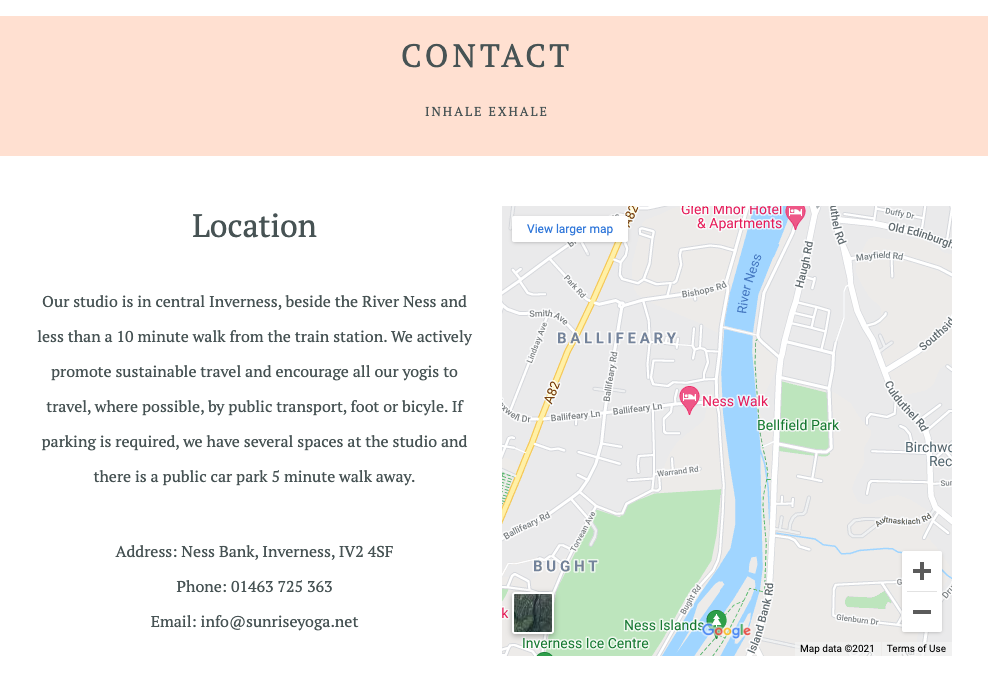 CONTACT
INHALE EXHALE
Location
Our studio is in central Inverness, beside the River Ness and
less than a 10 minute walk from the train station. We actively
promote sustainable travel and encourage all our yogis to
travel, where possible, by public transport, foot or bicyle. If
parking is required, we have several spaces at the studio and
there is a public car park 5 minute walk away.
Address: Ness Bank, Inverness, IV2 4SF
Phone: 01463 725 363
Email: info@sunriseyoga.net
View larger map
A82
Glen Mhor Hotel
& Apartments
Duffy Dr
Old Edinburg
Mayfield Rd
Haugh Rd
River Ness
Park Rd
Bishops Rd
Smith Ave
BALLIFEARY
Lindsay Ave
Southsid
A82
Ballifeary Rd
Culduthel Rd
Ness Walk
Ballifeary Ln
Ballifeary Ln
Bellfield Park
Birchwo
Rec
Warrand Rd
Ballifeary Rd
Torvean Ave
Autnaskiach Rd
BUGHT
Bught Rd
Island Bank Rd
Glenburn Dr
Ness Islands
Google
Inverness Ice Centre
Map data ©2021
Terms of Use